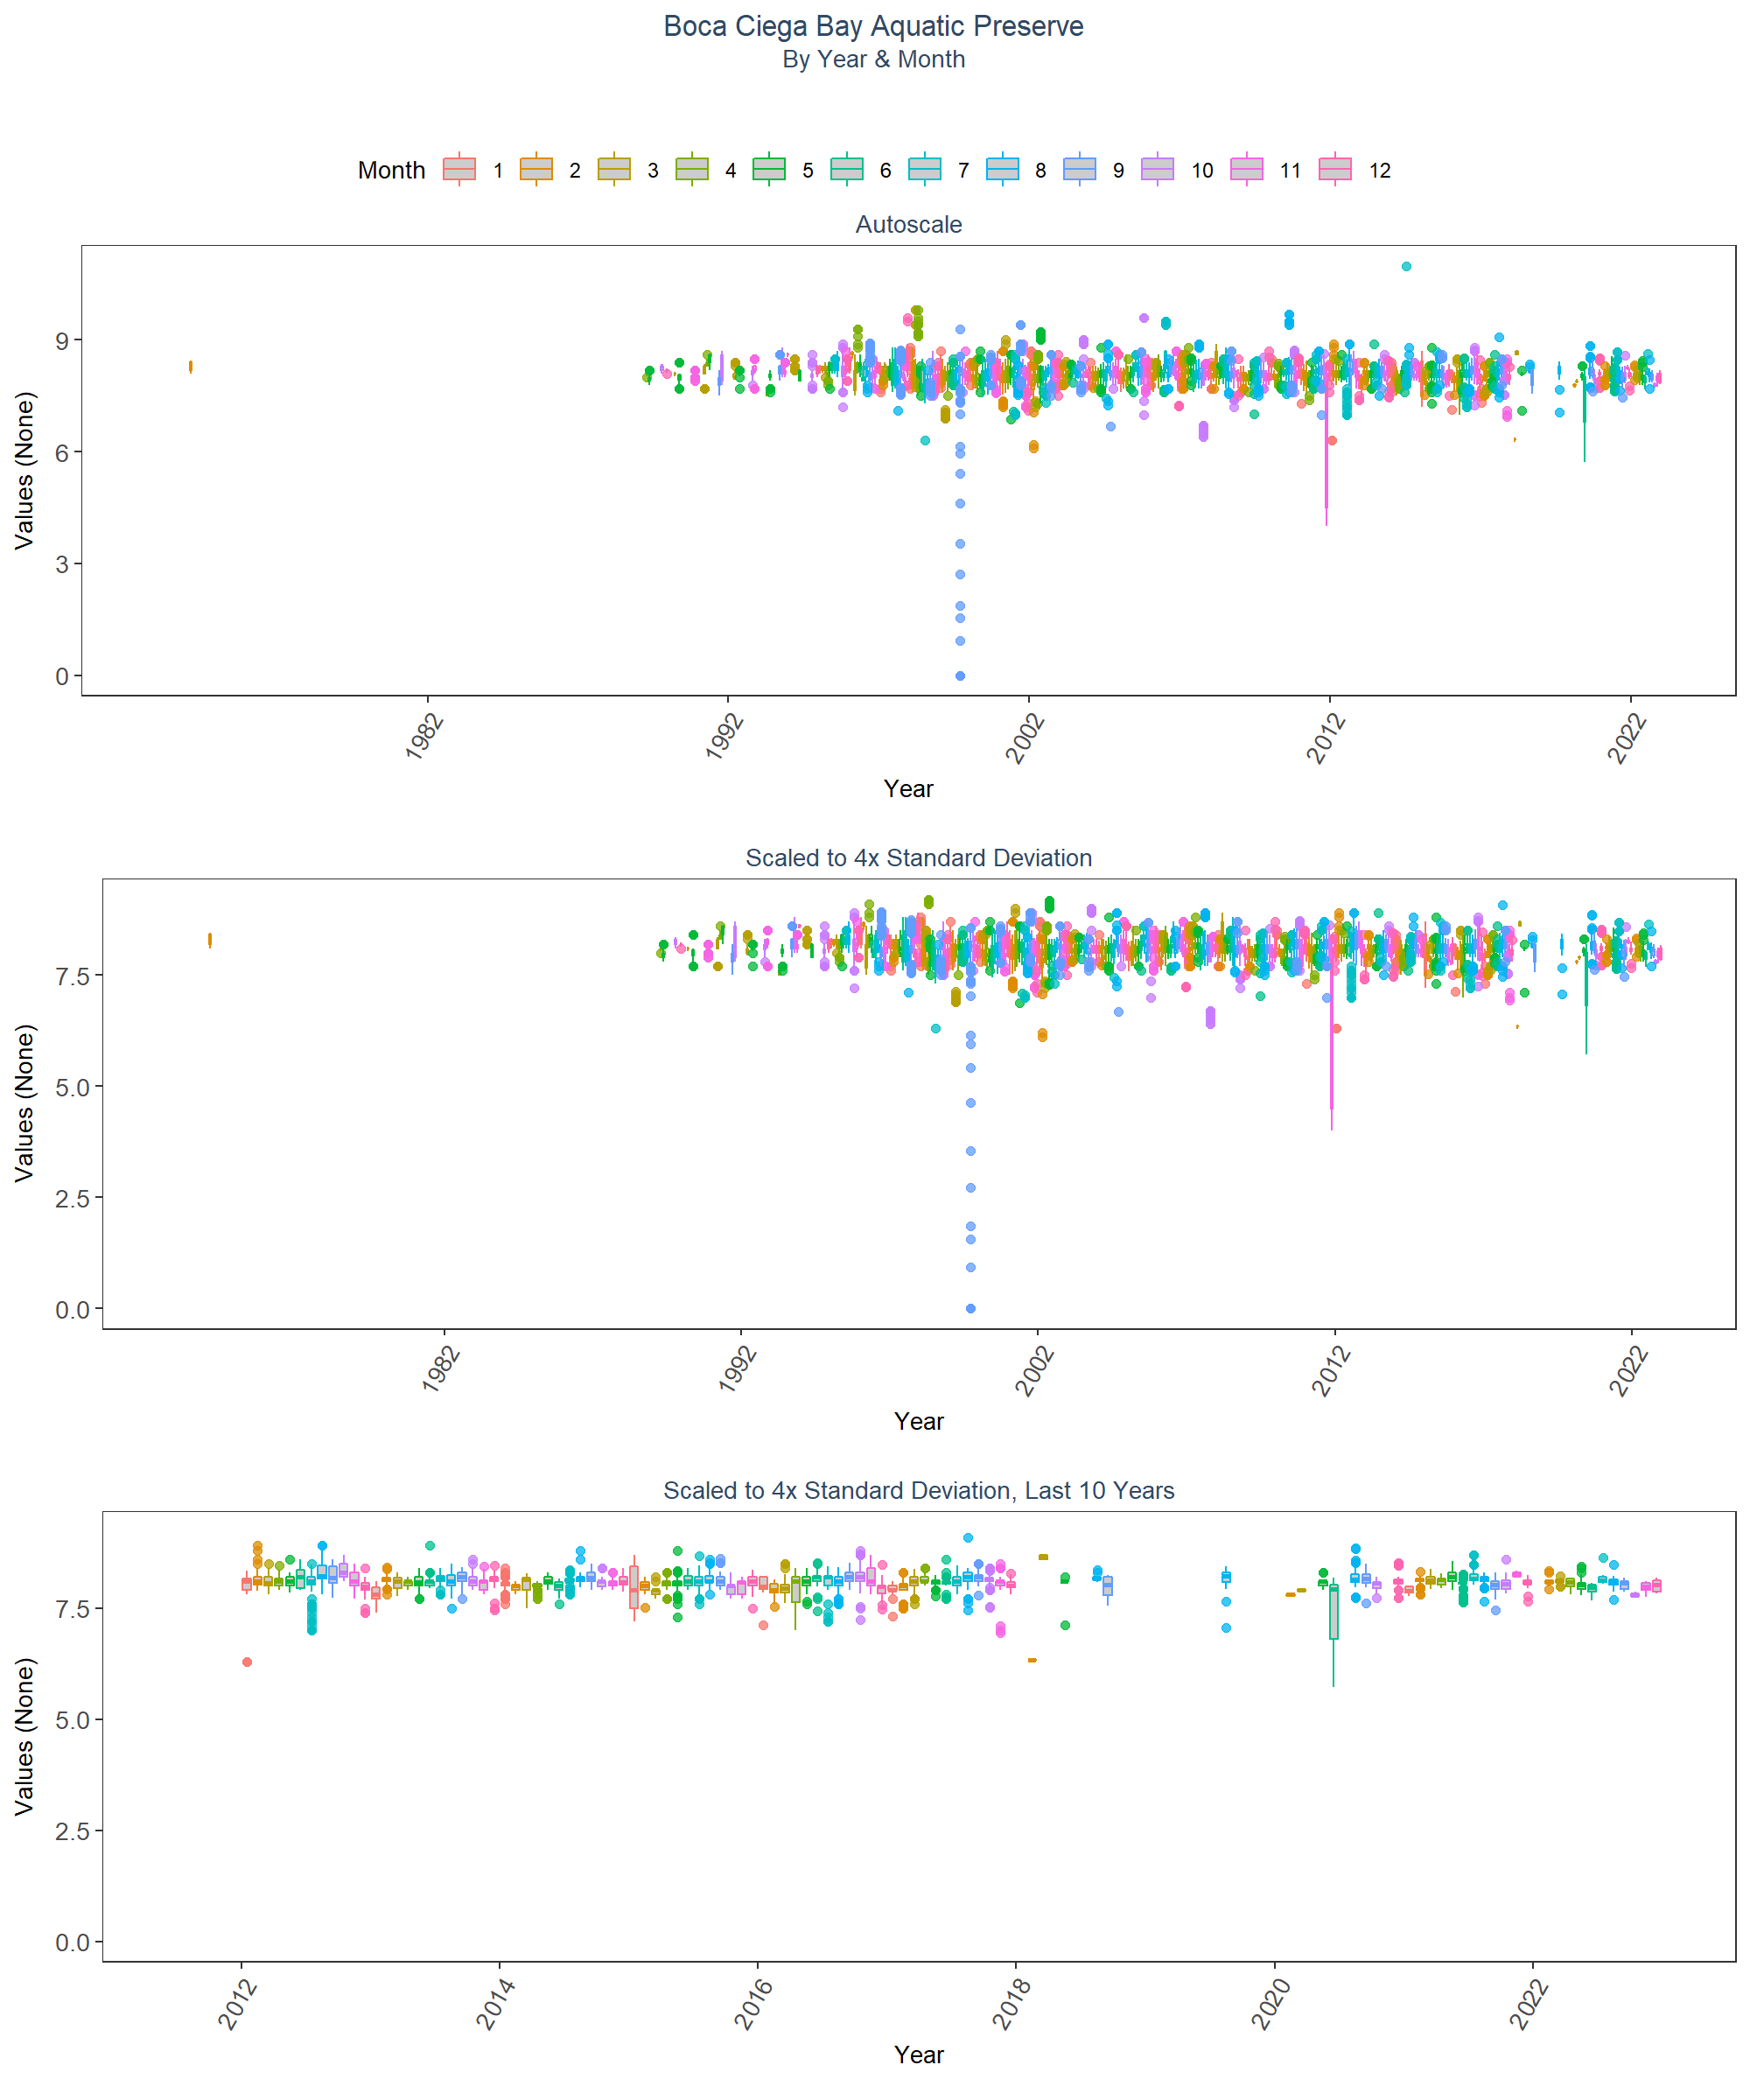 Boca Ciega Bay Aquatic Preserve
By Year & Month
Month 1 2 3 4 5 6 7 8 9 10 11 12
Autoscale
Values (None)
9
6
3
0
1982 1992 2002 2012 2022
Year
Scaled to 4x Standard Deviation
Values (None)
7.5
5.0
2.5
0.0
1982 1992 2002 2012 2022
Year
Scaled to 4x Standard Deviation, Last 10 Years
Values (None)
7.5
5.0
2.5
0.0
2012 2014 2016 2018 2020 2022
Year